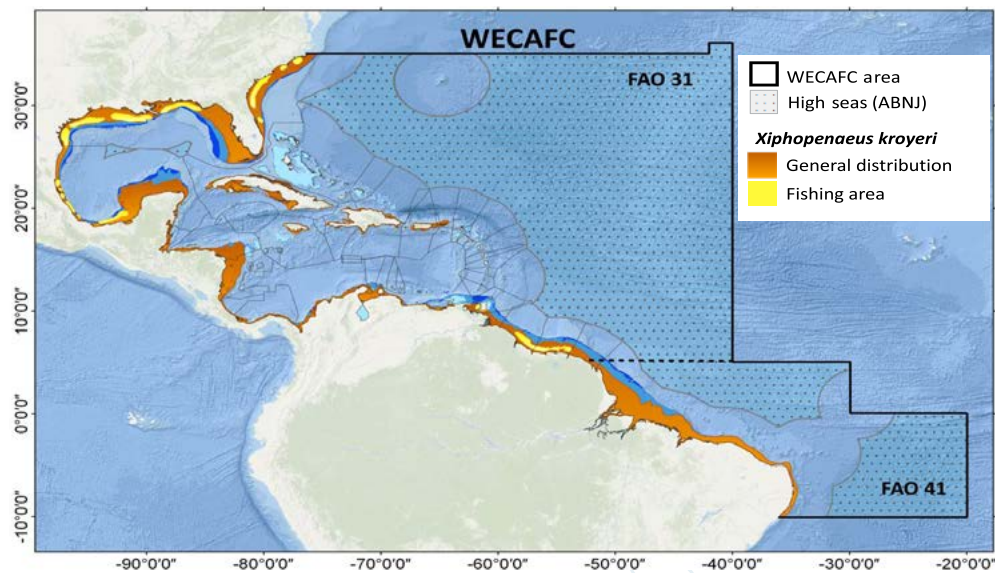 WECAFC
FAO 31
WECAFC area
High seas (ABNJ)
Xiphopenaeus kroyeri
General distribution
Fishing area
FAO 41
30°0'0"
20°0'0"
10°0'0"
0°0'0"
-10°0'0"
-90°0'0"
-80°0'0"
-70°0'0"
-60°0'0"
-50°0'0"
-40°0'0"
-30°0'0"
-20°0'0"